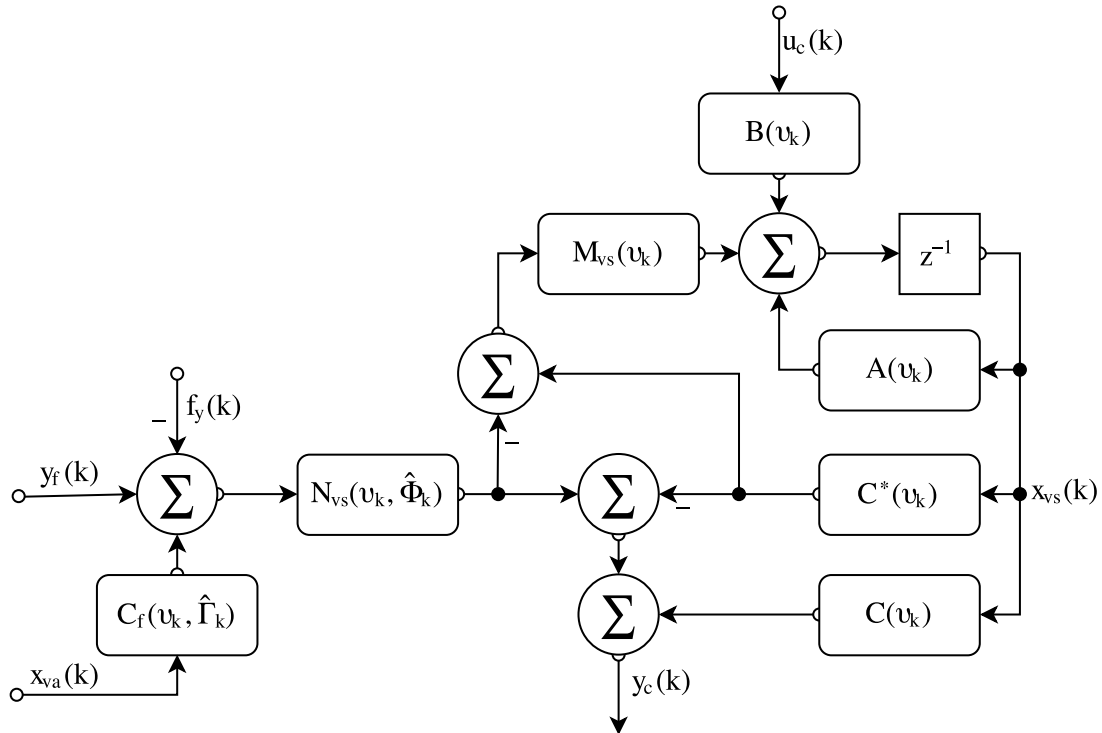 u_c(k)
B(υ_k)
M_vs(υ_k)
Σ
z⁻¹
Σ
A(υ_k)
f_y(k)
−
−
y_f(k)
Σ
N_vs(υ_k, Φ̂_k)
Σ
−
C*(υ_k)
x_vs(k)
C_f(υ_k, Γ̂_k)
Σ
C(υ_k)
x_va(k)
y_c(k)